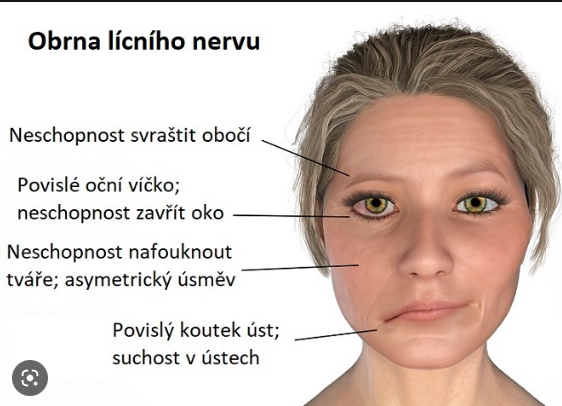 Obrna lícního nervu
Neschopnost svraštit obočí
Povislé oční víčko;
neschopnost zavřít oko
Neschopnost nafouknout
tváře; asymetrický úsměv
Povislý koutek úst;
suchost v ústech